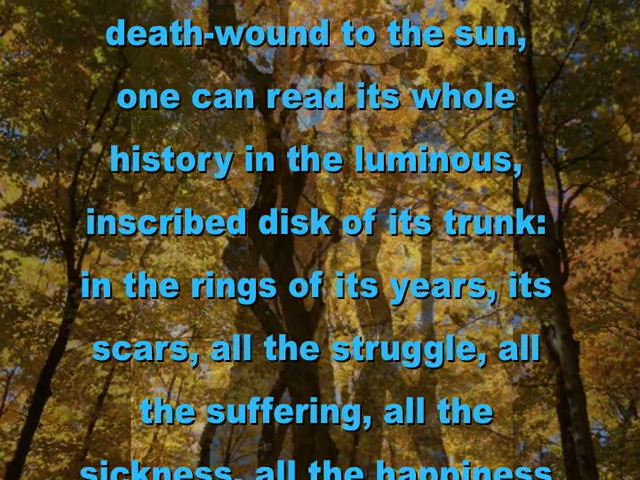 death-wound to the sun,
one can read its whole
history in the luminous,
inscribed disk of its trunk:
in the rings of its years, its
scars, all the struggle, all
the suffering, all the
sickness, all the happiness